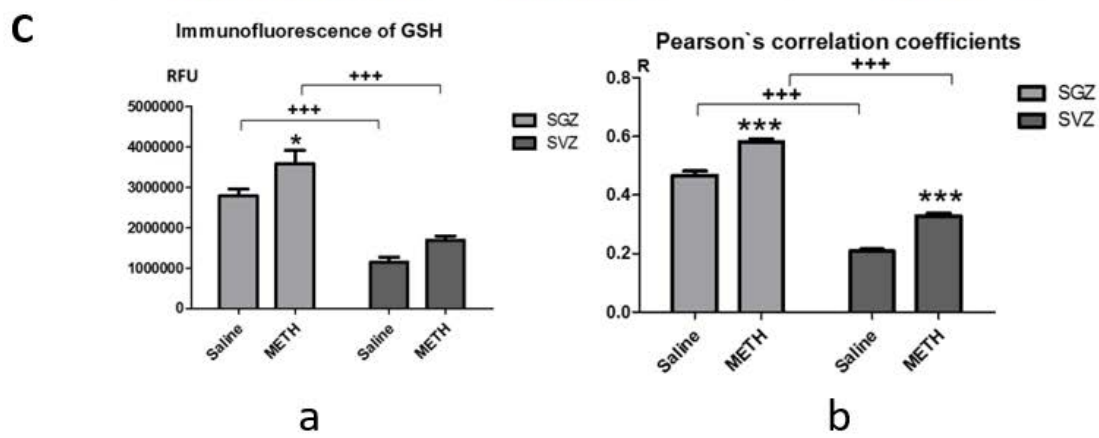 C
Immunofluorescence of GSH
RFU
+++
+++
*
5000000
4000000
3000000
2000000
1000000
0
Saline
METH
Saline
METH
SGZ
SVZ
a
Pearson`s correlation coefficients
R
+++
+++
***
***
0.8
0.6
0.4
0.2
0.0
Saline
METH
Saline
METH
SGZ
SVZ
b